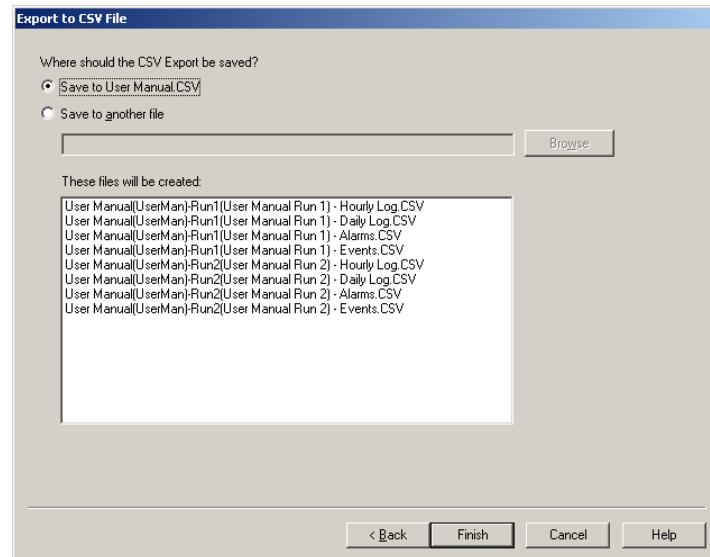 Export to CSV File
Where should the CSV Export be saved?
Save to User Manual.CSV
Save to another file
Browse
These files will be created:
User Manual(UserMan)-Run1(User Manual Run 1) - Hourly Log.CSV
User Manual(UserMan)-Run1(User Manual Run 1) - Daily Log.CSV
User Manual(UserMan)-Run1(User Manual Run 1) - Alarms.CSV
User Manual(UserMan)-Run1(User Manual Run 1) - Events.CSV
User Manual(UserMan)-Run2(User Manual Run 2) - Hourly Log.CSV
User Manual(UserMan)-Run2(User Manual Run 2) - Daily Log.CSV
User Manual(UserMan)-Run2(User Manual Run 2) - Alarms.CSV
User Manual(UserMan)-Run2(User Manual Run 2) - Events.CSV
< Back Finish Cancel Help